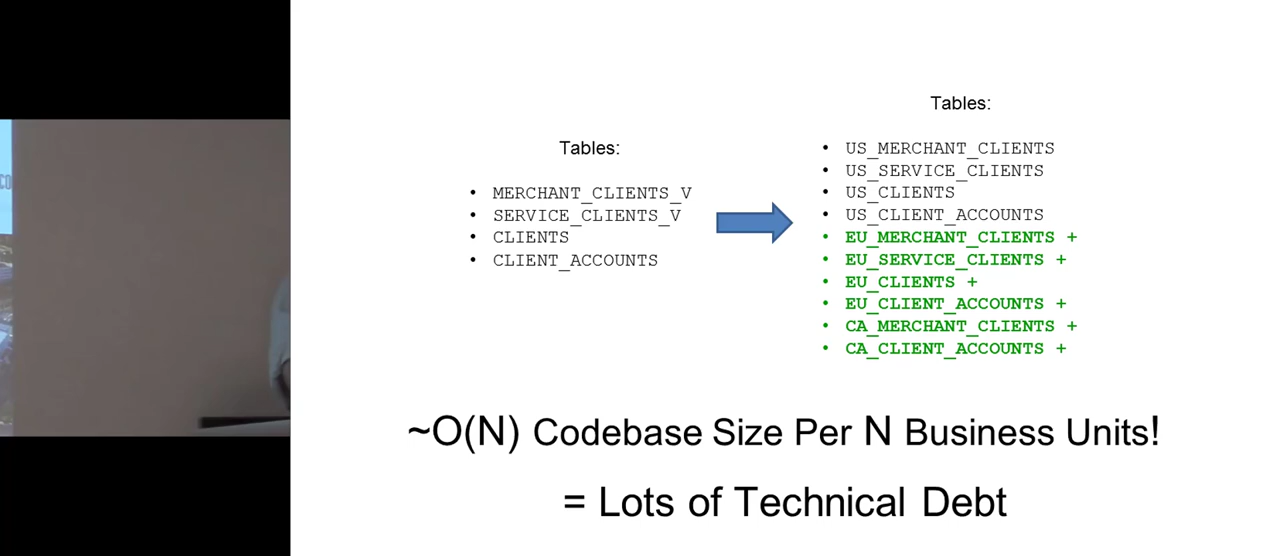 Tables:
• MERCHANT_CLIENTS_V
• SERVICE_CLIENTS_V
• CLIENTS
• CLIENT_ACCOUNTS
Tables:
• US_MERCHANT_CLIENTS
• US_SERVICE_CLIENTS
• US_CLIENTS
• US_CLIENT_ACCOUNTS
• EU_MERCHANT_CLIENTS +
• EU_SERVICE_CLIENTS +
• EU_CLIENTS +
• EU_CLIENT_ACCOUNTS +
• CA_MERCHANT_CLIENTS +
• CA_CLIENT_ACCOUNTS +
~O(N) Codebase Size Per N Business Units!
= Lots of Technical Debt